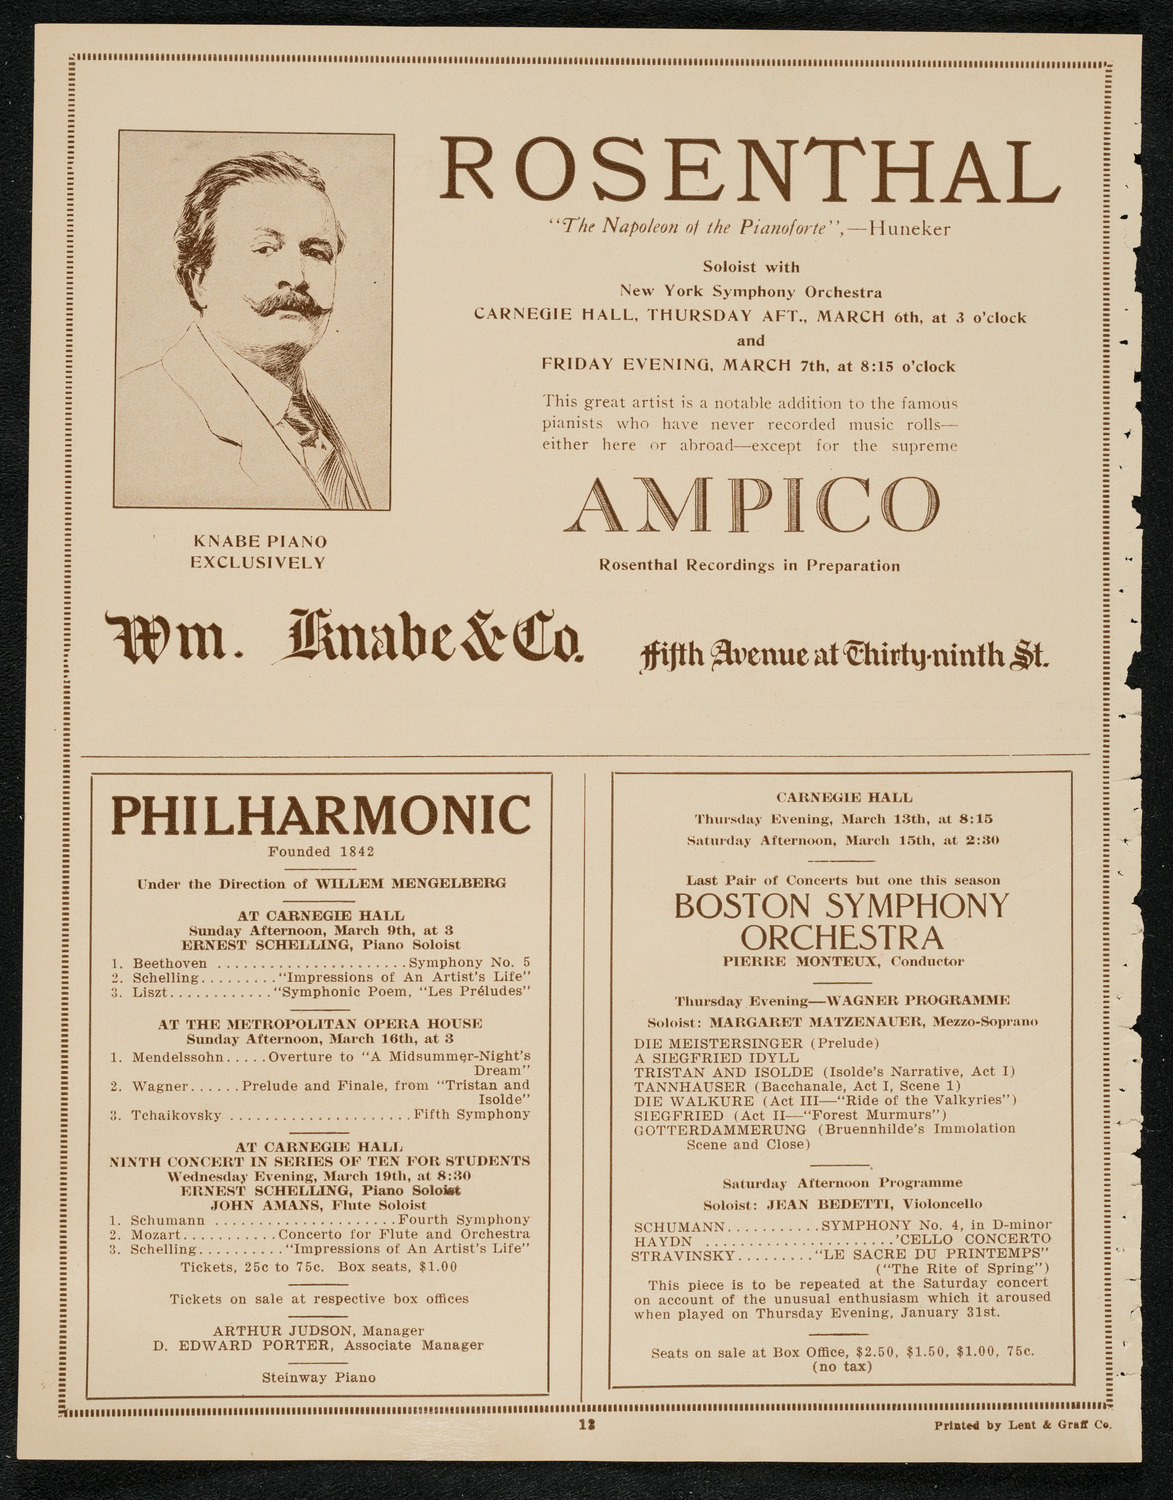 ROSENTHAL
"The Napoleon of the Pianoforte",—Huneker
Soloist with
New York Symphony Orchestra
CARNEGIE HALL, THURSDAY AFT., MARCH 6th, at 3 o'clock
and
FRIDAY EVENING, MARCH 7th, at 8:15 o'clock
This great artist is a notable addition to the famous
pianists who have never recorded music rolls—
either here or abroad—except for the supreme
AMPICO
Rosenthal Recordings in Preparation
KNABE PIANO
EXCLUSIVELY
Wm. Knabe & Co.
Fifth Avenue at Thirty-ninth St.
PHILHARMONIC
Founded 1842
Under the Direction of WILLEM MENGELBERG
AT CARNEGIE HALL
Sunday Afternoon, March 9th, at 3
ERNEST SCHELLING, Piano Soloist
1. Beethoven ......................Symphony No. 5
2. Schelling.........“Impressions of An Artist's Life”
3. Liszt............“Symphonic Poem, “Les Préludes”
AT THE METROPOLITAN OPERA HOUSE
Sunday Afternoon, March 16th, at 3
1. Mendelssohn.....Overture to “A Midsummer-Night's
Dream”
2. Wagner......Prelude and Finale, from “Tristan and
Isolde”
3. Tchaikovsky .....................Fifth Symphony
AT CARNEGIE HALL
NINTH CONCERT IN SERIES OF TEN FOR STUDENTS
Wednesday Evening, March 19th, at 8:30
ERNEST SCHELLING, Piano Soloist
JOHN AMANS, Flute Soloist
1. Schumann .....................Fourth Symphony
2. Mozart...........Concerto for Flute and Orchestra
3. Schelling..........“Impressions of An Artist's Life”
Tickets, 25c to 75c. Box seats, $1.00
Tickets on sale at respective box offices
ARTHUR JUDSON, Manager
D. EDWARD PORTER, Associate Manager
Steinway Piano
CARNEGIE HALL
Thursday Evening, March 13th, at 8:15
Saturday Afternoon, March 15th, at 2:30
Last Pair of Concerts but one this season
BOSTON SYMPHONY
ORCHESTRA
PIERRE MONTEUX, Conductor
Thursday Evening—WAGNER PROGRAMME
Soloist: MARGARET MATZENAUER, Mezzo-Soprano
DIE MEISTERSINGER (Prelude)
A SIEGFRIED IDYLL
TRISTAN AND ISOLDE (Isolde's Narrative, Act I)
TANNHAUSER (Bacchanale, Act I, Scene 1)
DIE WALKURE (Act III—“Ride of the Valkyries”)
SIEGFRIED (Act II—“Forest Murmurs”)
GOTTERDAMMERUNG (Bruennhilde's Immolation
Scene and Close)
Saturday Afternoon Programme
Soloist: JEAN BEDETTI, Violoncello
SCHUMANN...........SYMPHONY No. 4, in D-minor
HAYDN ......................'CELLO CONCERTO
STRAVINSKY.........“LE SACRE DU PRINTEMPS”
(“The Rite of Spring”)
This piece is to be repeated at the Saturday concert
on account of the unusual enthusiasm which it aroused
when played on Thursday Evening, January 31st.
Seats on sale at Box Office, $2.50, $1.50, $1.00, 75c.
(no tax)
Printed by Lent & Graff Co.